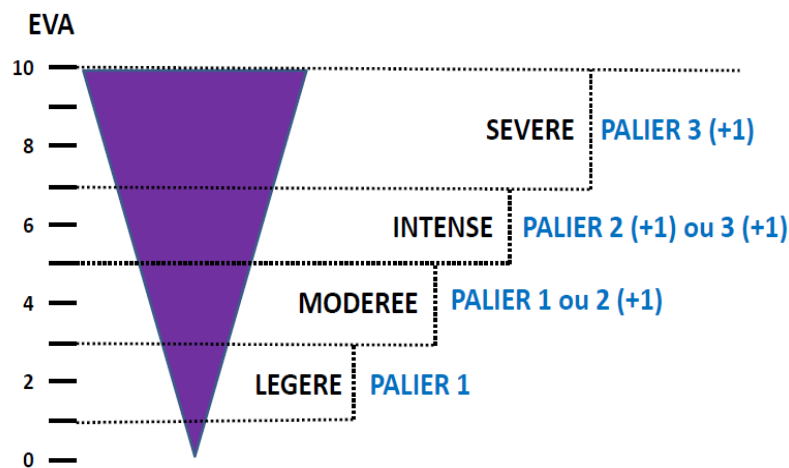 EVA
10
SEVERE PALIER 3 (+1)
8
INTENSE PALIER 2 (+1) ou 3 (+1)
6
MODEREE PALIER 1 ou 2 (+1)
4
LEGERE PALIER 1
2
0